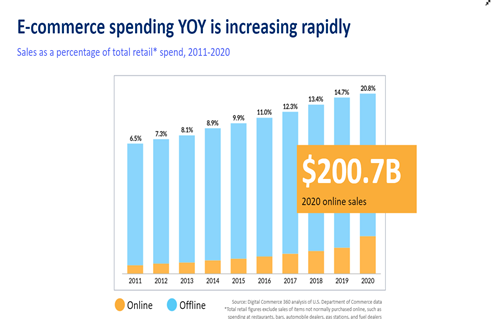 E-commerce spending YOY is increasing rapidly
Sales as a percentage of total retail* spend, 2011-2020
6.5% 7.3% 8.1% 8.9% 9.9% 11.0% 12.3% 13.4% 14.7% 20.8%
$200.7B
2020 online sales
2011 2012 2013 2014 2015 2016 2017 2018 2019 2020
Online Offline
Source: Digital Commerce 360 analysis of U.S. Department of Commerce data
*Total retail figures exclude sales of items not normally purchased online, such as
spending at restaurants, bars, automobile dealers, gas stations, and fuel dealers